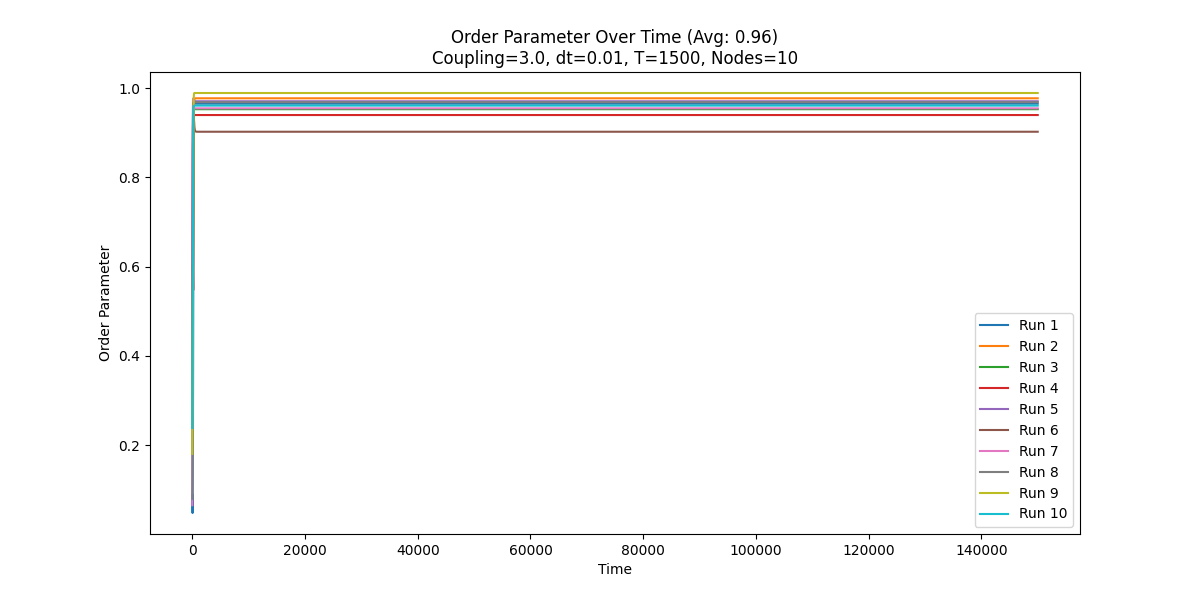 Order Parameter Over Time (Avg: 0.96)
Coupling=3.0, dt=0.01, T=1500, Nodes=10
Order Parameter
1.0
0.8
0.6
0.4
0.2
0 20000 40000 60000 80000 100000 120000 140000
Time
Run 1
Run 2
Run 3
Run 4
Run 5
Run 6
Run 7
Run 8
Run 9
Run 10